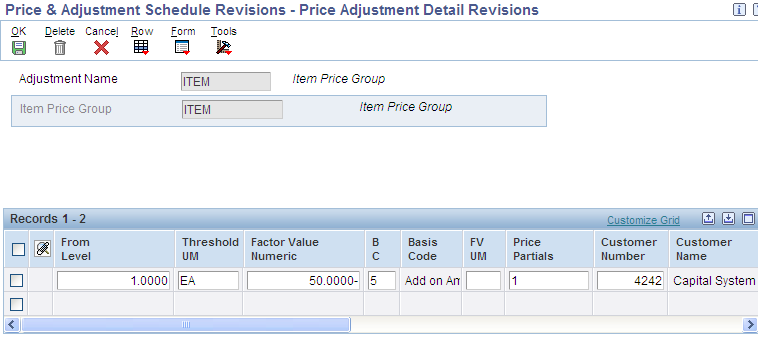 Price & Adjustment Schedule Revisions - Price Adjustment Detail Revisions
OK Delete Cancel Row Form Tools
Adjustment Name ITEM Item Price Group
Item Price Group ITEM Item Price Group
Records 1 - 2 Customize Grid
From Level Threshold UM Factor Value Numeric B C Basis Code FV UM Price Partials Customer Number Customer Name
1.0000 EA 50.0000- 5 Add on Am 1 4242 Capital System